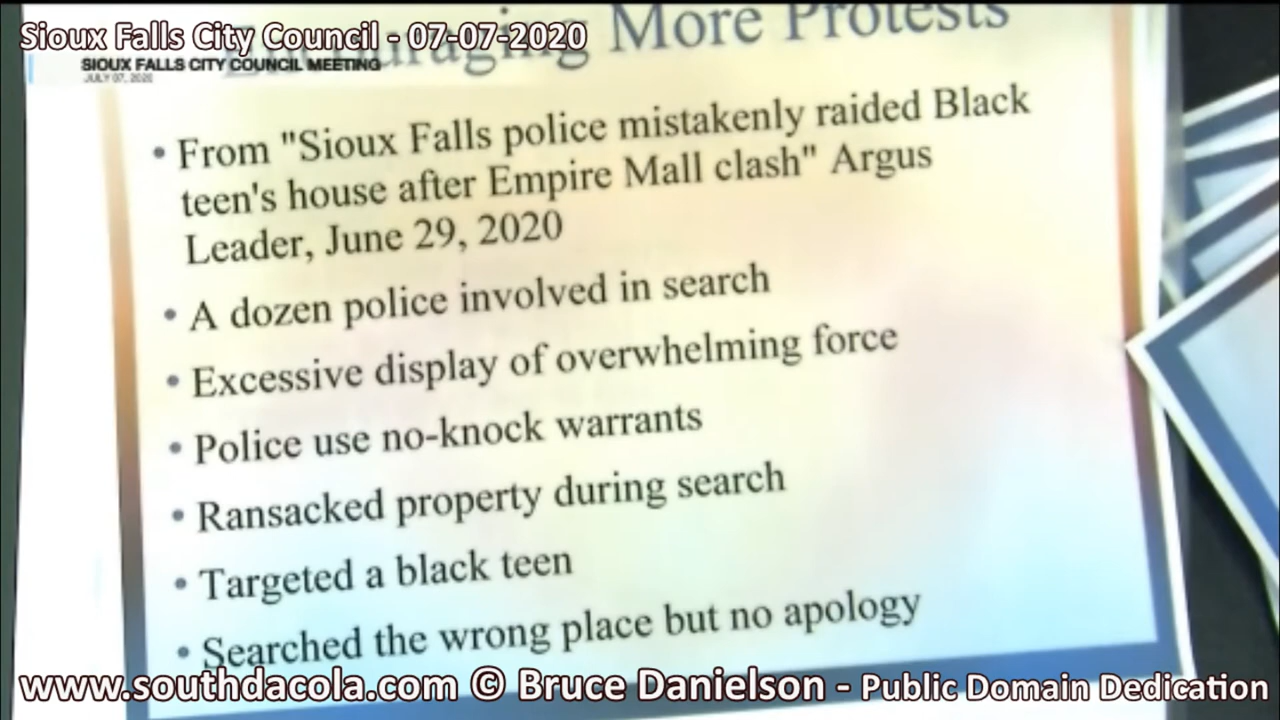 Sioux Falls City Council - 07-07-2020
SIOUX FALLS CITY COUNCIL MEETING
JULY 07, 2020
More Protests
• From "Sioux Falls police mistakenly raided Black
teen's house after Empire Mall clash" Argus
Leader, June 29, 2020
• A dozen police involved in search
• Excessive display of overwhelming force
• Police use no-knock warrants
• Ransacked property during search
• Targeted a black teen
• Searched the wrong place but no apology
www.southdacola.com © Bruce Danielson - Public Domain Dedication